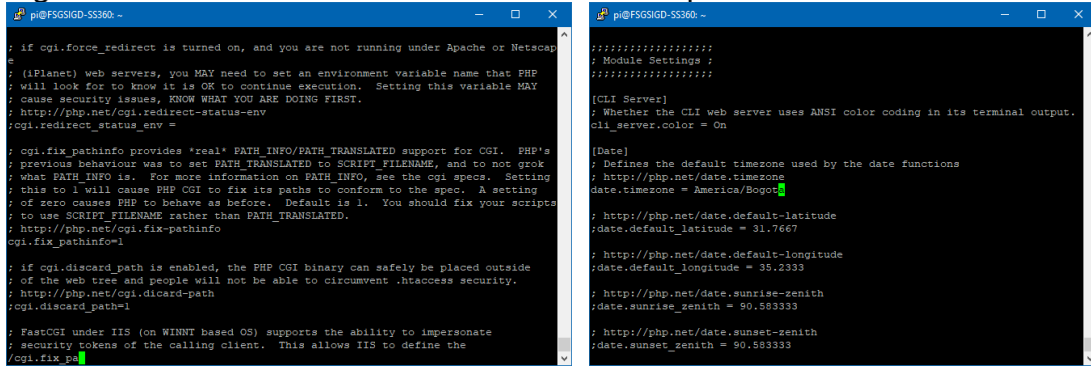 pi@FSGSIGD-SS360: ~
; if cgi.force_redirect is turned on, and you are not running under Apache or Netscap
e
; (iPlanet) web servers, you MAY need to set an environment variable name that PHP
; will look for to know it is OK to continue execution.  Setting this variable MAY
; cause security issues, KNOW WHAT YOU ARE DOING FIRST.
; http://php.net/cgi.redirect-status-env
;cgi.redirect_status_env =
; cgi.fix_pathinfo provides *real* PATH_INFO/PATH_TRANSLATED support for CGI.  PHP's
; previous behaviour was to set PATH_TRANSLATED to SCRIPT_FILENAME, and to not grok
; what PATH_INFO is.  For more information on PATH_INFO, see the cgi specs.  Setting
; this to 1 will cause PHP CGI to fix its paths to conform to the spec.  A setting
; of zero causes PHP to behave as before.  Default is 1.  You should fix your scripts
; to use SCRIPT_FILENAME rather than PATH_TRANSLATED.
; http://php.net/cgi.fix-pathinfo
cgi.fix_pathinfo=1
; if cgi.discard_path is enabled, the PHP CGI binary can safely be placed outside
; of the web tree and people will not be able to circumvent .htaccess security.
; http://php.net/cgi.dicard-path
;cgi.discard_path=1
; FastCGI under IIS (on WINNT based OS) supports the ability to impersonate
; security tokens of the calling client.  This allows IIS to define the
/cgi.fix_pa
pi@FSGSIGD-SS360: ~
;;;;;;;;;;;;;;;;;;;
; Module Settings ;
;;;;;;;;;;;;;;;;;;;
[CLI Server]
; Whether the CLI web server uses ANSI color coding in its terminal output.
cli_server.color = On
[Date]
; Defines the default timezone used by the date functions
; http://php.net/date.timezone
date.timezone = America/Bogota
; http://php.net/date.default-latitude
;date.default_latitude = 31.7667
; http://php.net/date.default-longitude
;date.default_longitude = 35.2333
; http://php.net/date.sunrise-zenith
;date.sunrise_zenith = 90.583333
; http://php.net/date.sunset-zenith
;date.sunset_zenith = 90.583333